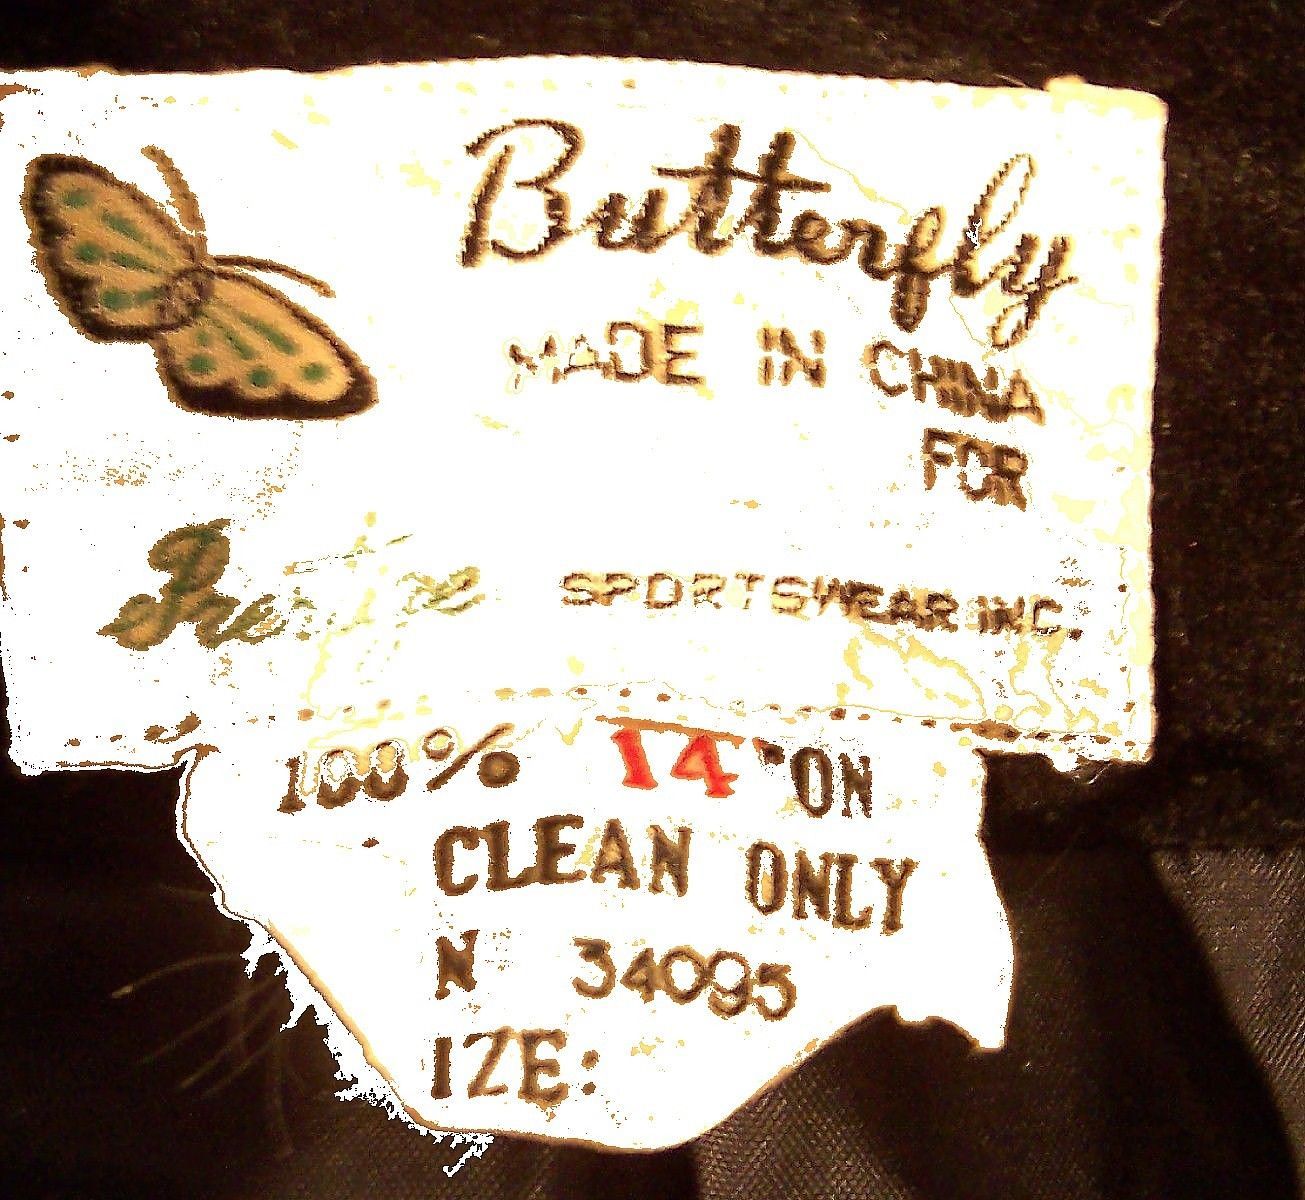 Butterfly
MADE IN CHINA
FOR
SPORTSWEAR INC.
100% 14 ON
CLEAN ONLY
N 34095
IZE: